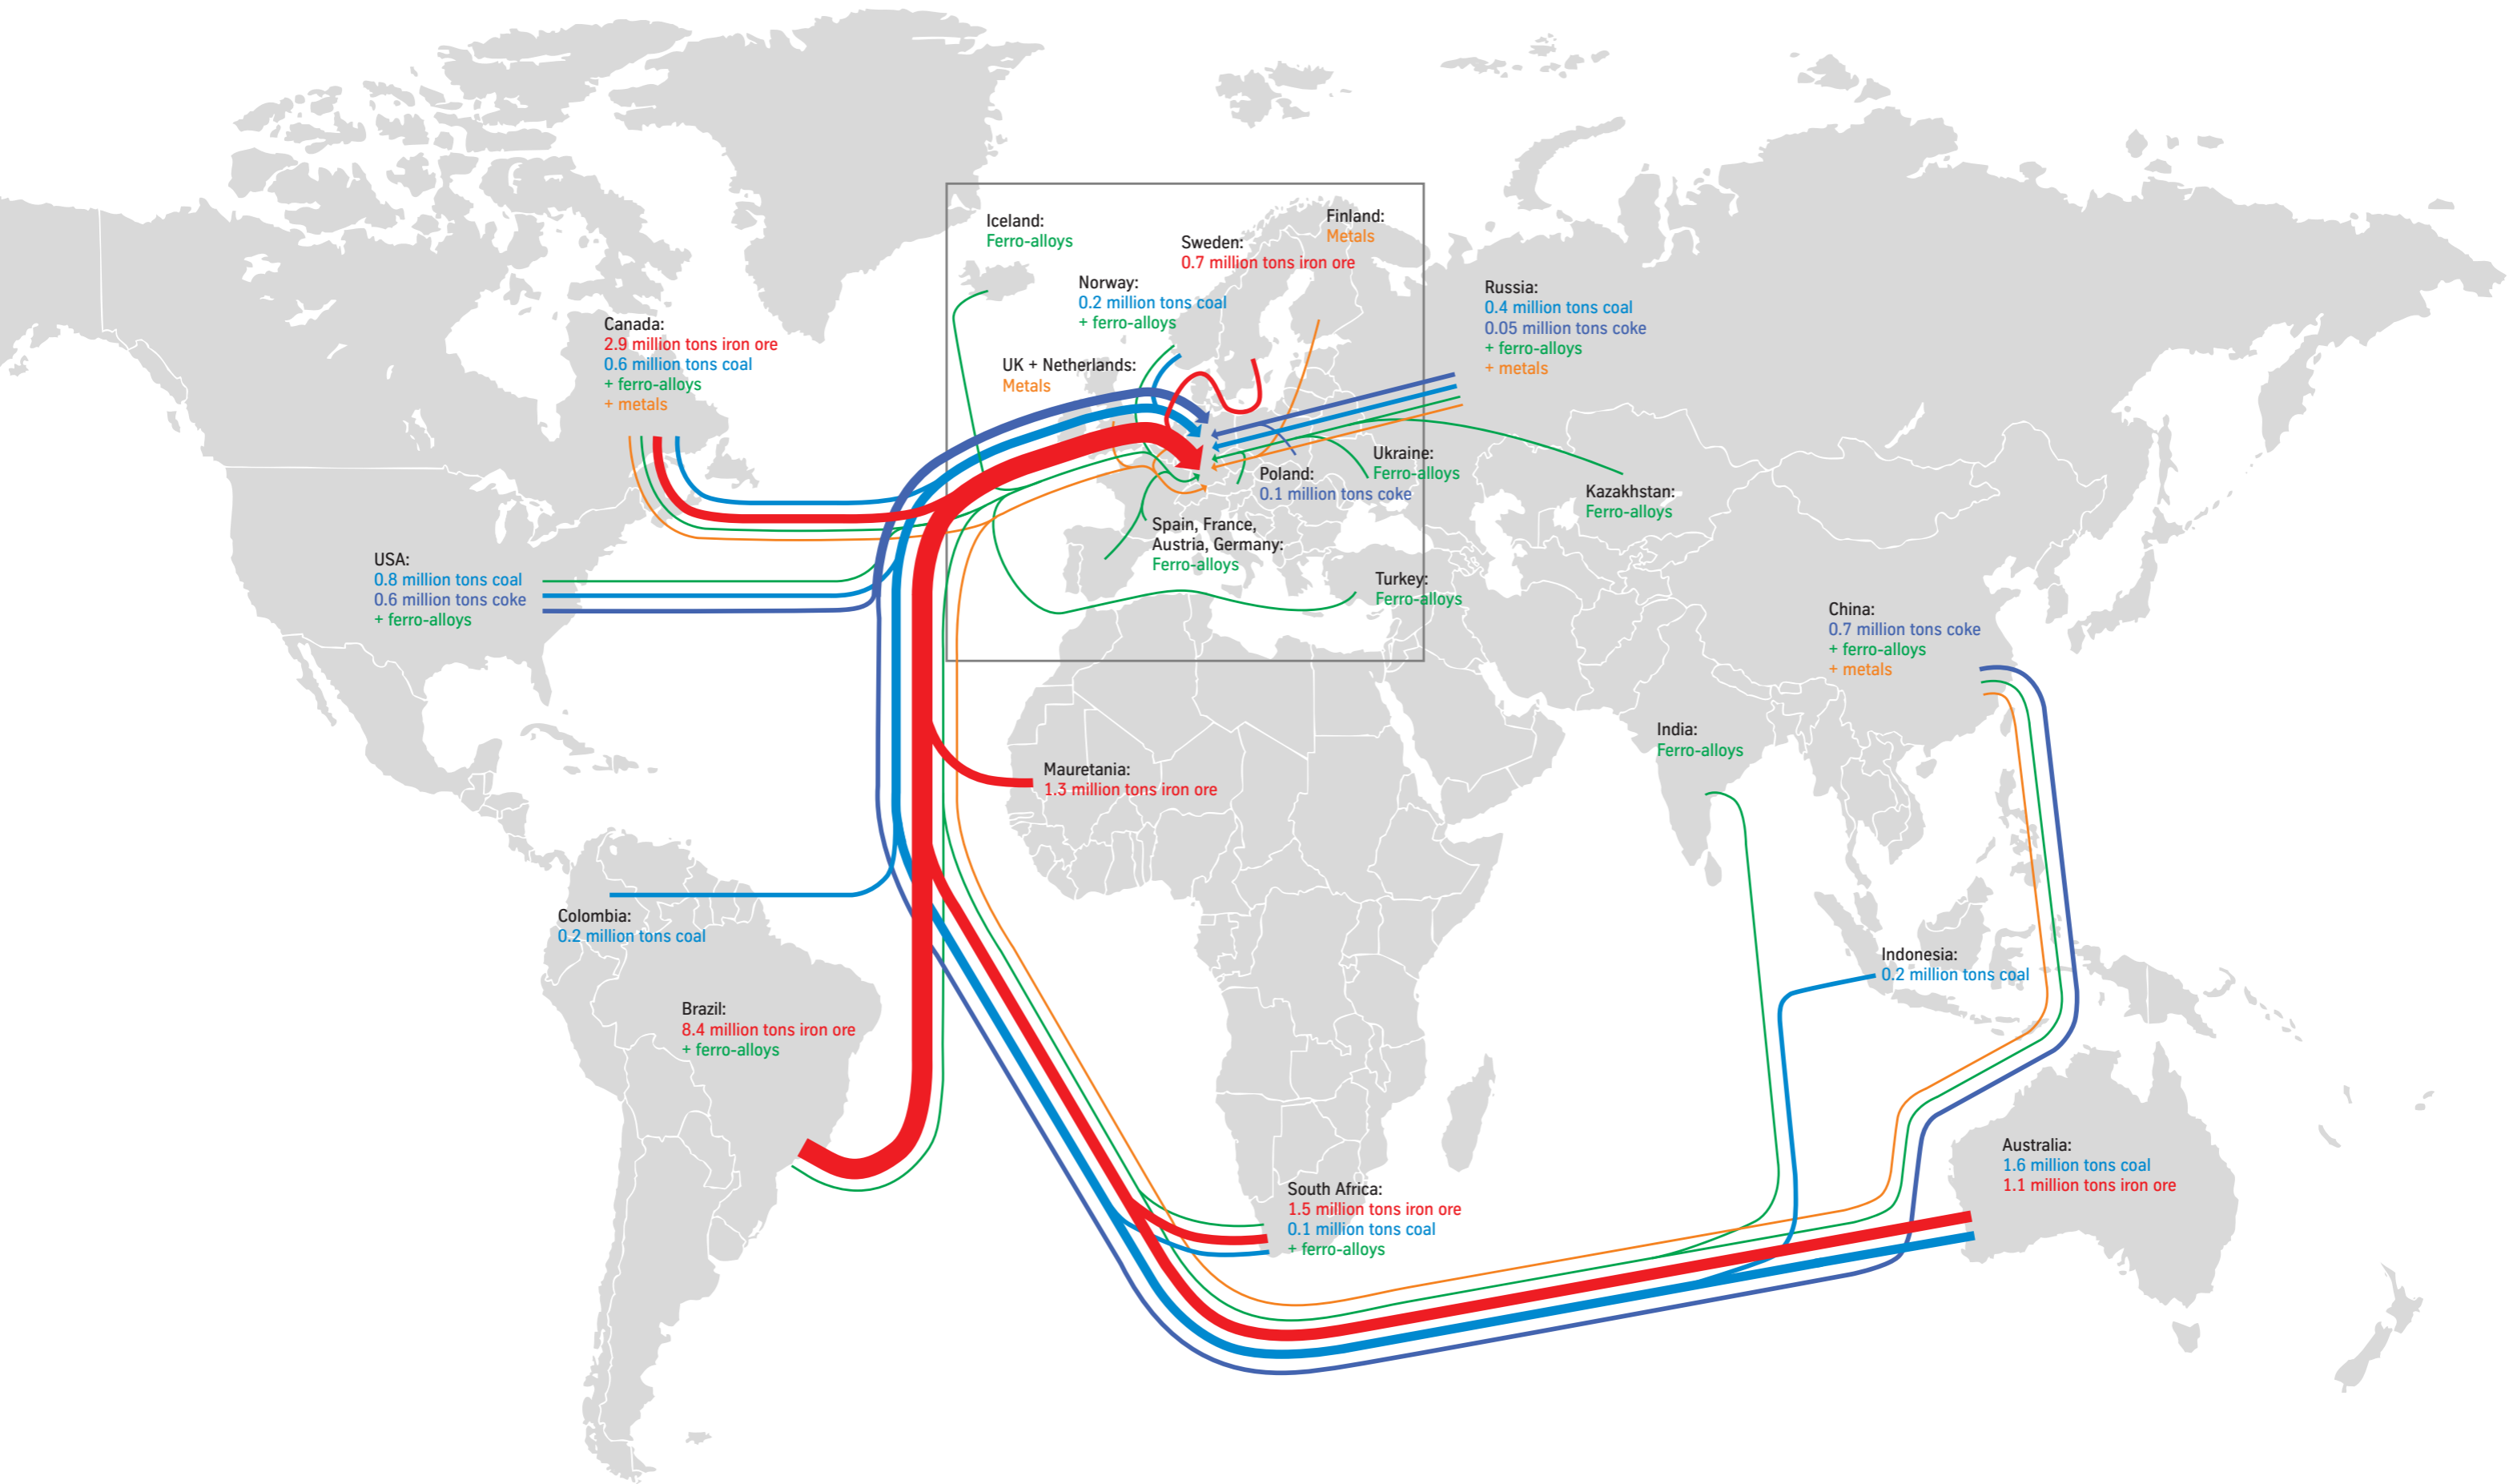 Iceland:
Ferro-alloys
Finland:
Metals
Sweden:
0.7 million tons iron ore
Norway:
0.2 million tons coal
+ ferro-alloys
Russia:
0.4 million tons coal
0.05 million tons coke
+ ferro-alloys
+ metals
Canada:
2.9 million tons iron ore
0.6 million tons coal
+ ferro-alloys
+ metals
UK + Netherlands:
Metals
Ukraine:
Ferro-alloys
Poland:
0.1 million tons coke
Kazakhstan:
Ferro-alloys
Spain, France,
Austria, Germany:
Ferro-alloys
USA:
0.8 million tons coal
0.6 million tons coke
+ ferro-alloys
Turkey:
Ferro-alloys
China:
0.7 million tons coke
+ ferro-alloys
+ metals
India:
Ferro-alloys
Mauretania:
1.3 million tons iron ore
Colombia:
0.2 million tons coal
Indonesia:
0.2 million tons coal
Brazil:
8.4 million tons iron ore
+ ferro-alloys
Australia:
1.6 million tons coal
1.1 million tons iron ore
South Africa:
1.5 million tons iron ore
0.1 million tons coal
+ ferro-alloys